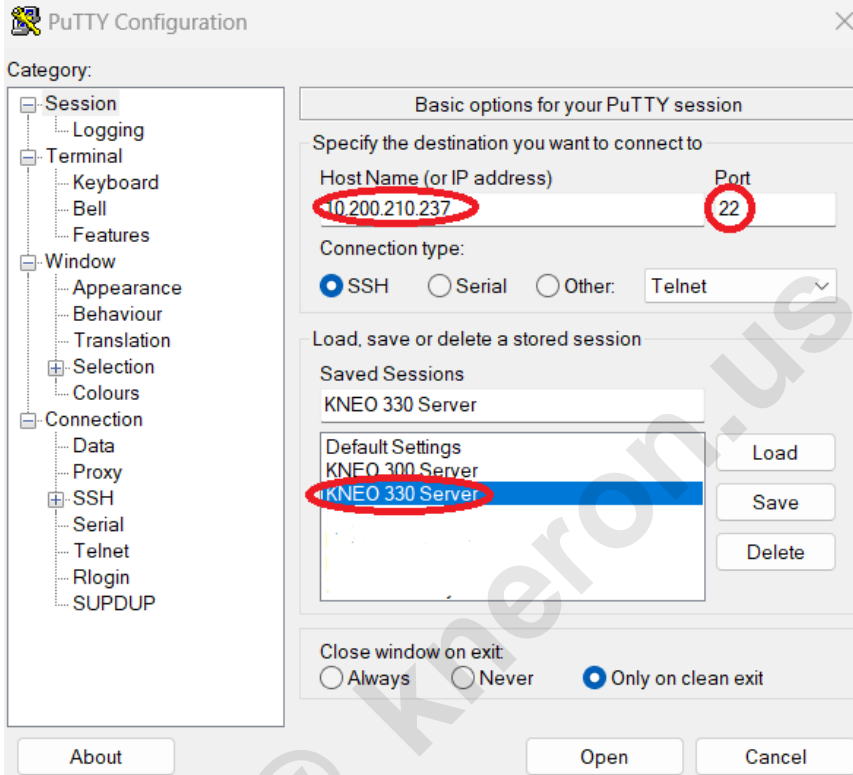 PuTTY Configuration
Category:
Session
Logging
Terminal
Keyboard
Bell
Features
Window
Appearance
Behaviour
Translation
Selection
Colours
Connection
Data
Proxy
SSH
Serial
Telnet
Rlogin
SUPDUP
Basic options for your PuTTY session
Specify the destination you want to connect to
Host Name (or IP address) Port
10.200.210.237 22
Connection type:
SSH Serial Other: Telnet
Load, save or delete a stored session
Saved Sessions
KNEO 330 Server
Default Settings
KNEO 300 Server
KNEO 330 Server
Load
Save
Delete
Close window on exit:
Always Never Only on clean exit
About Open Cancel
© kneron.us